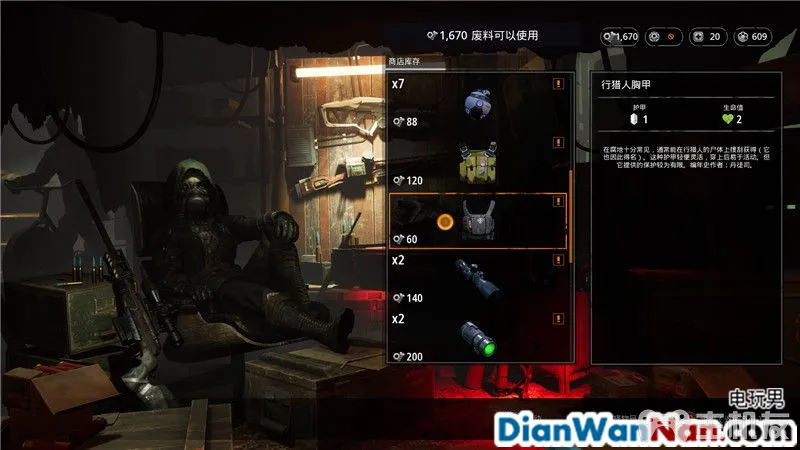 1,670 废料可以使用
1,670
20
609
商店库存
x7
88
120
60
x2
140
x2
200
行猎人胸甲
护甲
1
生命值
2
在腐地十分常见，通常能在行猎人的尸体上搜刮获得（它
也因此得名）。这种护甲轻便灵活，穿上后易于活动，但
它提供的保护较为有限。编年史作者：丹徒司。
电玩男
DianWanNan.com